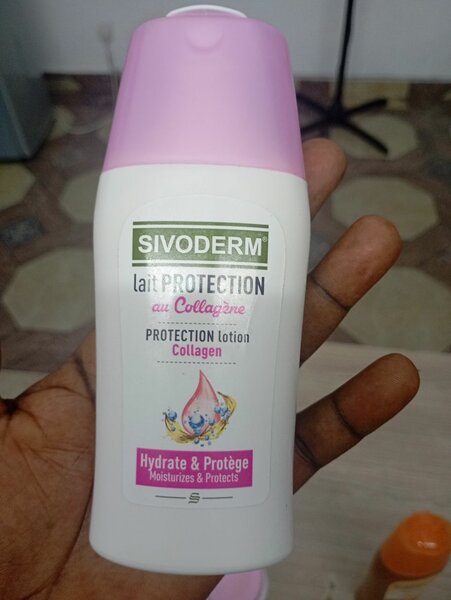 SIVODERM®
lait PROTECTION
au Collagène
PROTECTION lotion
Collagen
Hydrate & Protège
Moisturizes & Protects